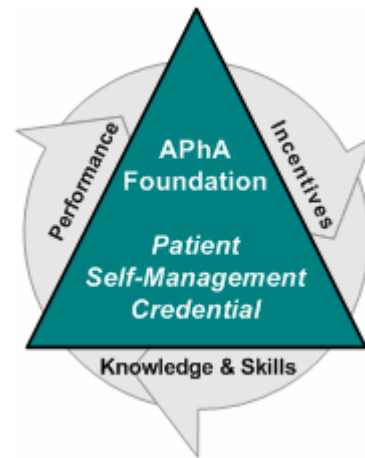 APhA
Foundation
Patient
Self-Management
Credential
Performance
Incentives
Knowledge & Skills